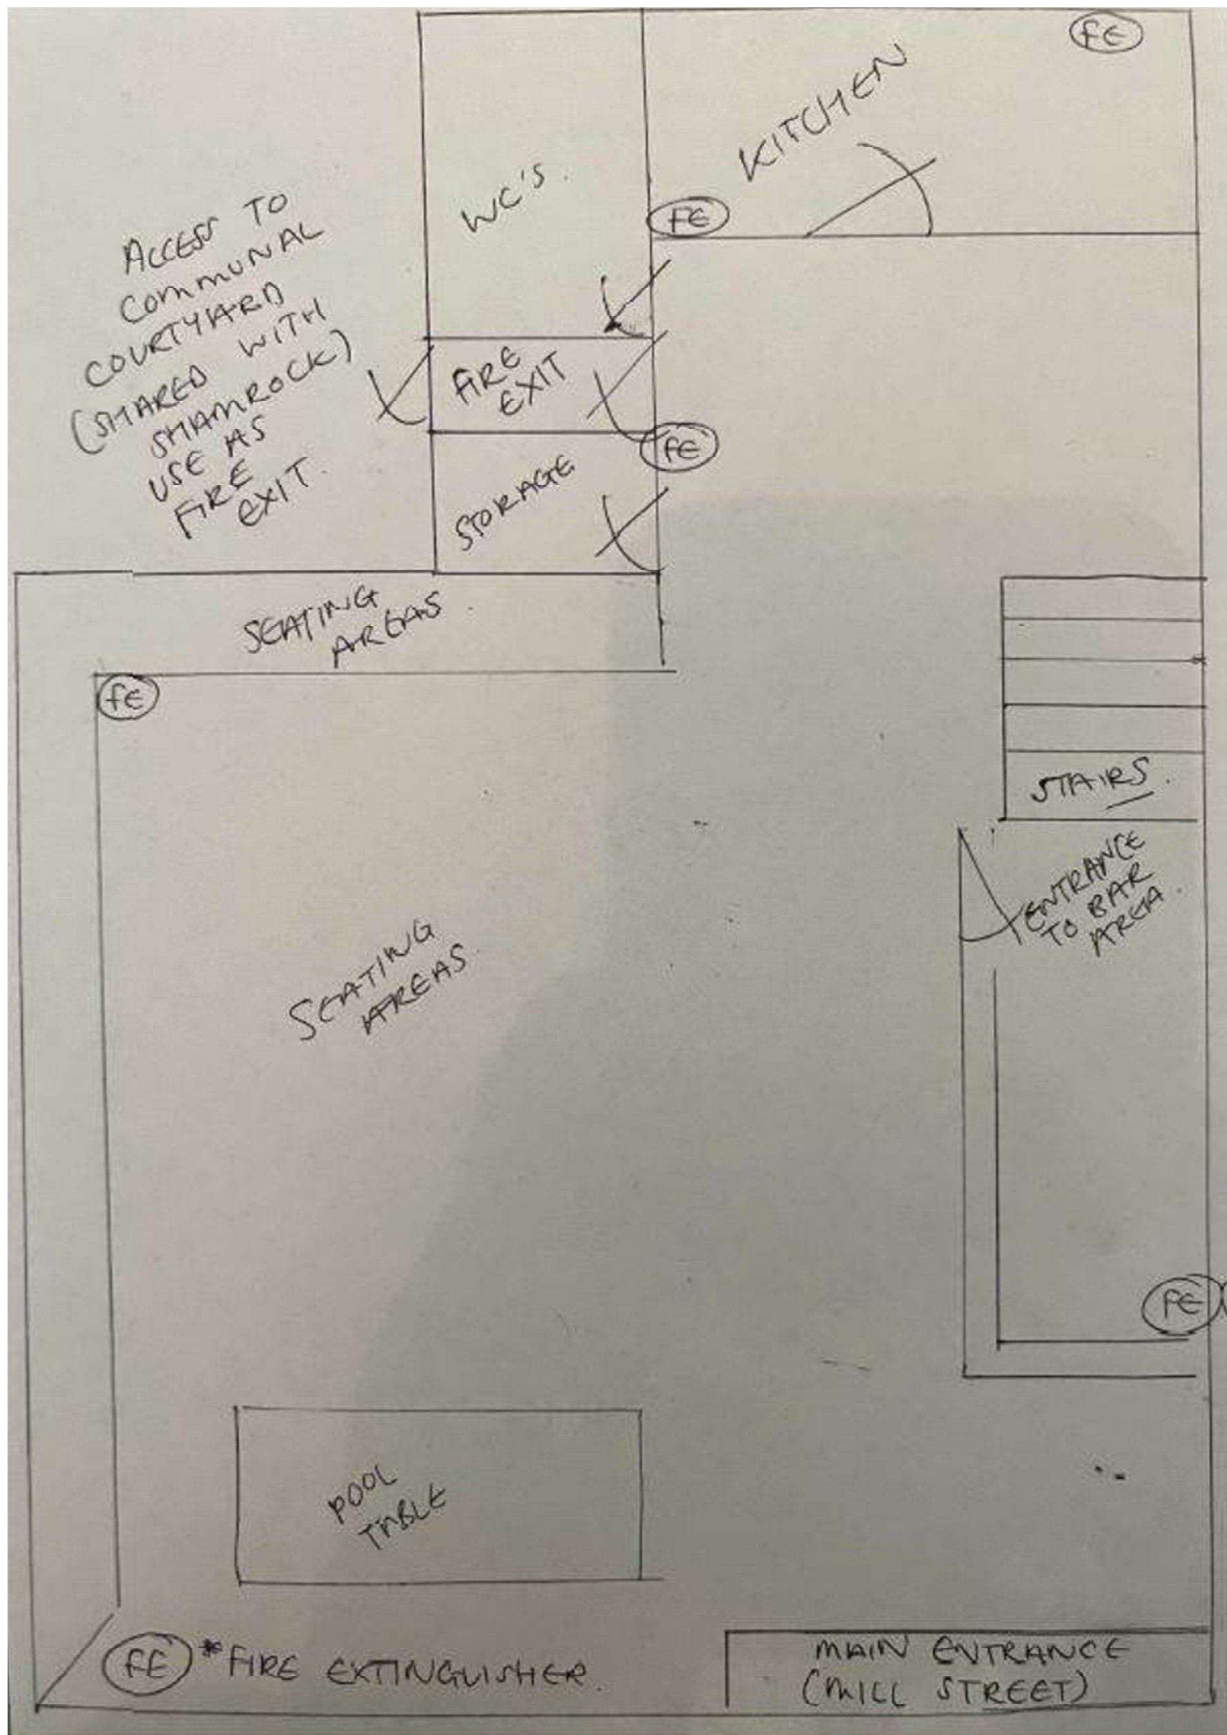 FE
KITCHEN
WC'S.
FE
ACCESS TO
COMMUNAL
COURTYARD
(SHARED WITH
SHAMROCK)
USE AS
FIRE
EXIT.
FIRE
EXIT
FE
STORAGE
SEATING
AREAS.
FE
STAIRS.
ENTRANCE
TO BAR
AREA.
SEATING
AREAS.
FE
POOL
TABLE
FE * FIRE EXTINGUISHER.
MAIN ENTRANCE
(MILL STREET)